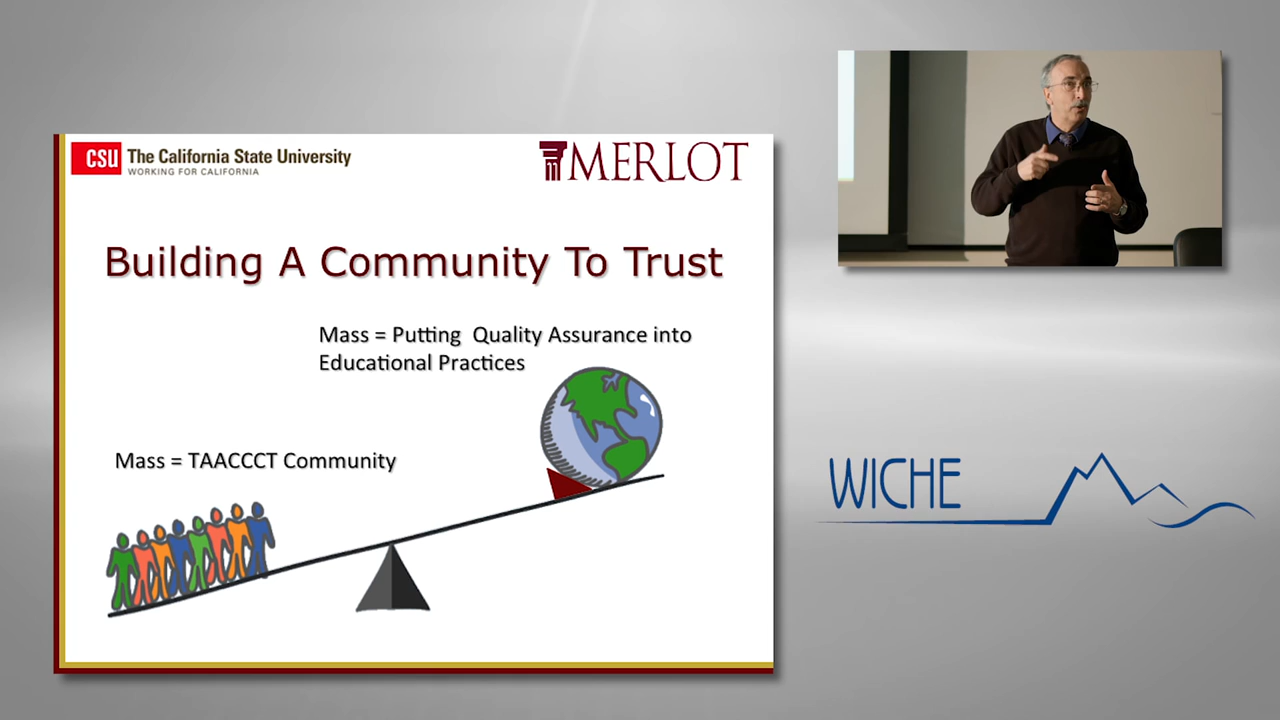 CSU The California State University
WORKING FOR CALIFORNIA
MERLOT
Building A Community To Trust
Mass = Putting Quality Assurance into
Educational Practices
Mass = TAACCCT Community
WICHE